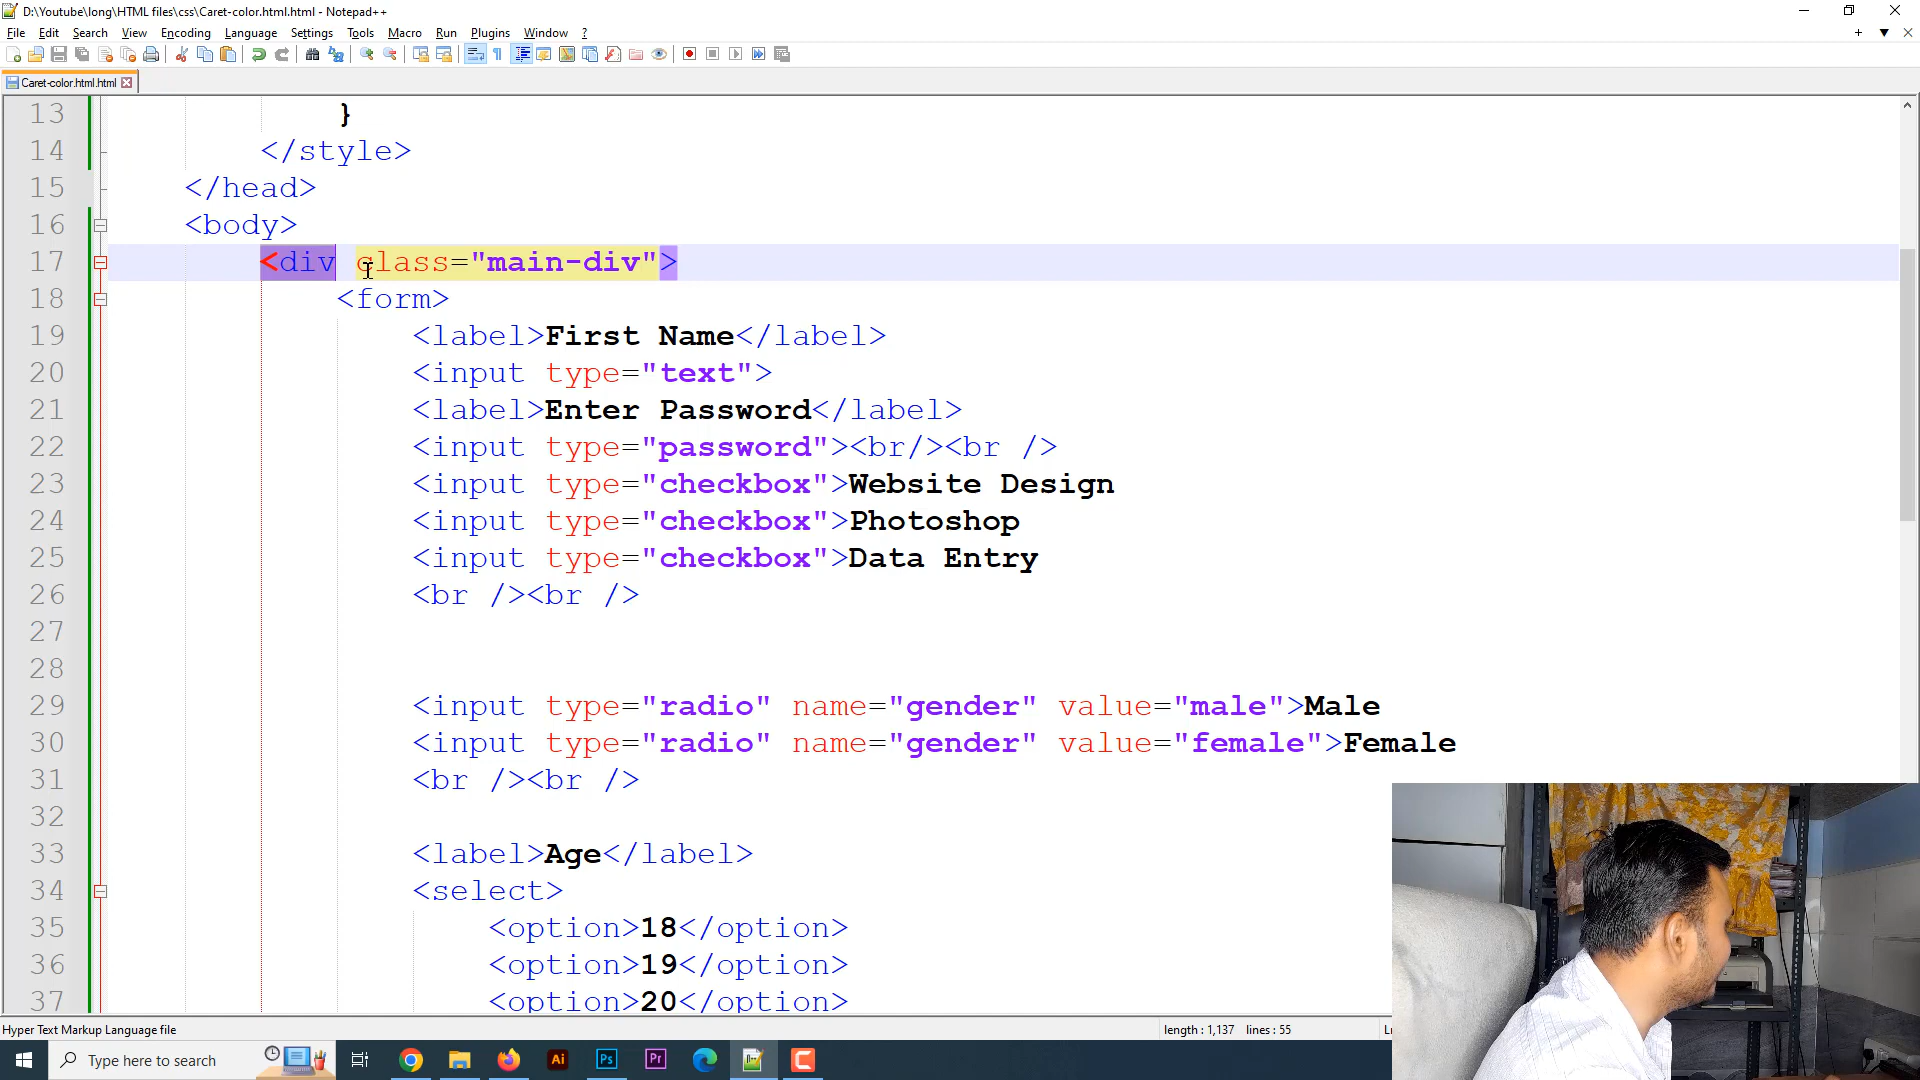 D:\Youtube\long\HTML files\css\Caret-color.html.html - Notepad++
File Edit Search View Encoding Language Settings Tools Macro Run Plugins Window ?
Caret-color.html.html
13 }
14 </style>
15 </head>
16 <body>
17 <div class="main-div">
18 <form>
19 <label>First Name</label>
20 <input type="text">
21 <label>Enter Password</label>
22 <input type="password"><br/><br />
23 <input type="checkbox">Website Design
24 <input type="checkbox">Photoshop
25 <input type="checkbox">Data Entry
26 <br /><br />
27
28
29 <input type="radio" name="gender" value="male">Male
30 <input type="radio" name="gender" value="female">Female
31 <br /><br />
32
33 <label>Age</label>
34 <select>
35 <option>18</option>
36 <option>19</option>
37 <option>20</option>
Hyper Text Markup Language file length : 1,137 lines : 55
Type here to search Ai Ps Pr